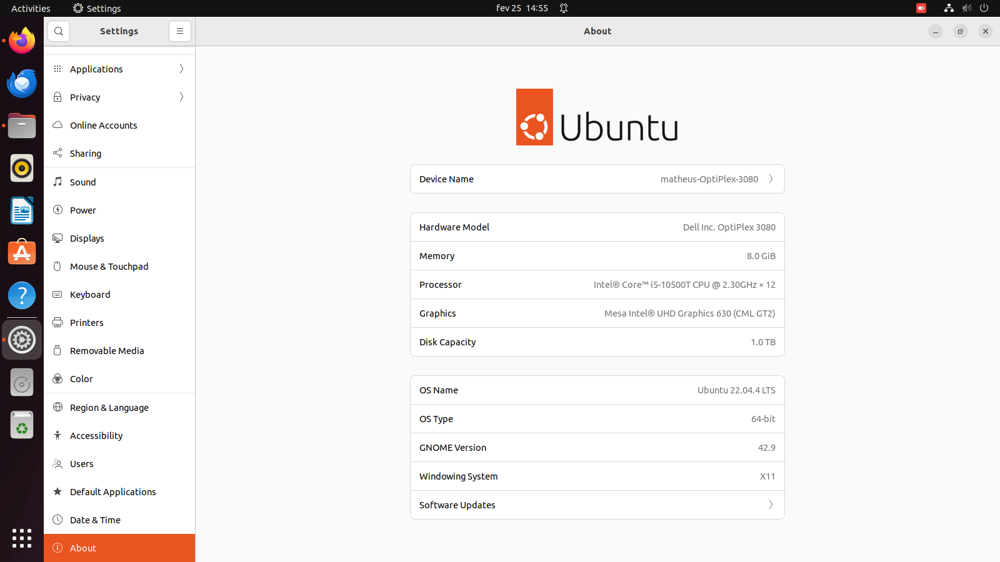 Activities
Settings
fev 25 14:55
Settings
About
Applications
Privacy
Online Accounts
Sharing
Sound
Power
Displays
Mouse & Touchpad
Keyboard
Printers
Removable Media
Color
Region & Language
Accessibility
Users
Default Applications
Date & Time
About
Ubuntu
Device Name matheus-OptiPlex-3080
Hardware Model Dell Inc. OptiPlex 3080
Memory 8.0 GiB
Processor Intel® Core™ i5-10500T CPU @ 2.30GHz × 12
Graphics Mesa Intel® UHD Graphics 630 (CML GT2)
Disk Capacity 1.0 TB
OS Name Ubuntu 22.04.4 LTS
OS Type 64-bit
GNOME Version 42.9
Windowing System X11
Software Updates